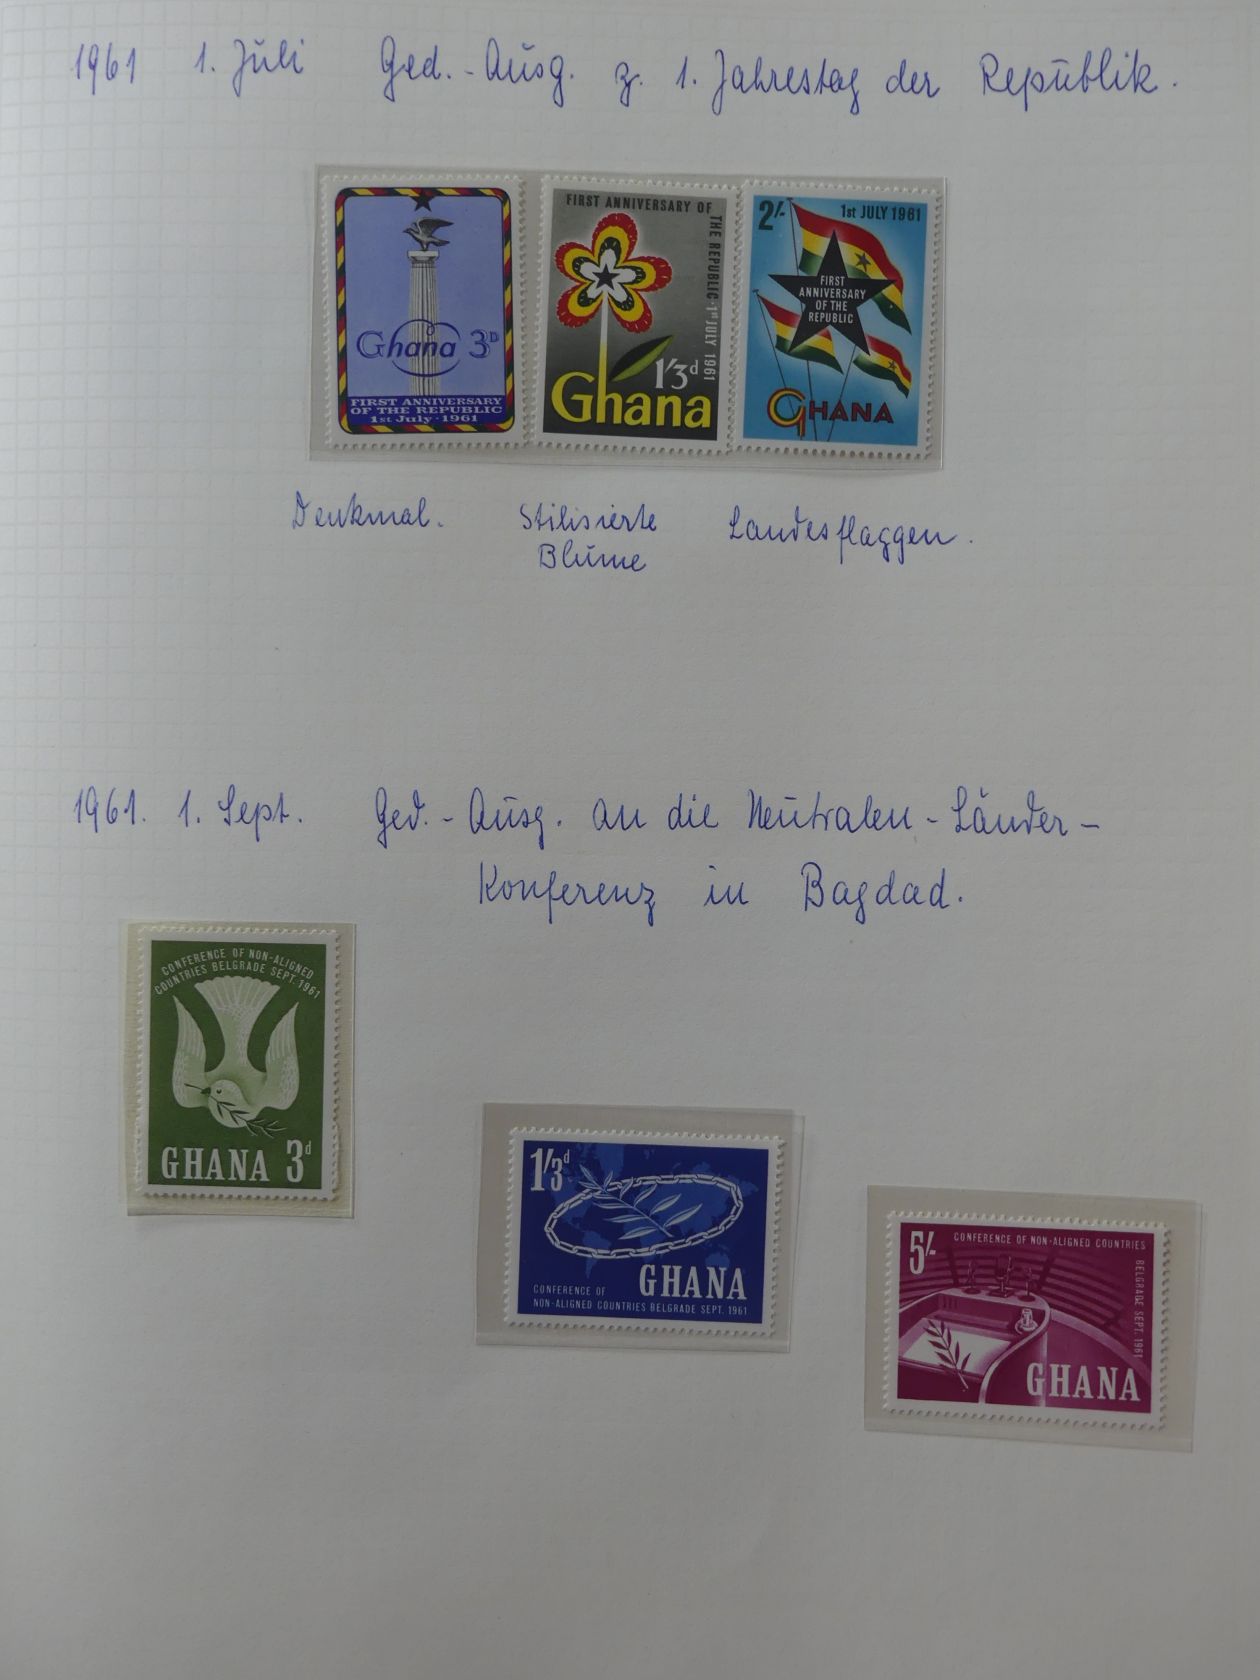 1961 1. Juli Ged.-Ausg. z. 1. Jahrestag der Republik.
Ghana 3D
FIRST ANNIVERSARY
OF THE REPUBLIC
1st July · 1961
FIRST ANNIVERSARY OF
THE REPUBLIC · 1st JULY 1961
1'3d
Ghana
2/-
1st JULY 1961
FIRST
ANNIVERSARY
OF THE
REPUBLIC
GHANA
Denkmal. Stilisierte Landesflaggen.
Blume
1961. 1. Sept. Ged.-Ausg. an die Neutralen-Länder-
Konferenz in Bagdad.
CONFERENCE OF NON-ALIGNED
COUNTRIES BELGRADE SEPT. 1961
GHANA 3d
1/3d
GHANA
CONFERENCE OF
NON-ALIGNED COUNTRIES BELGRADE SEPT. 1961
5/-
CONFERENCE OF NON-ALIGNED COUNTRIES
BELGRADE SEPT. 1961
GHANA